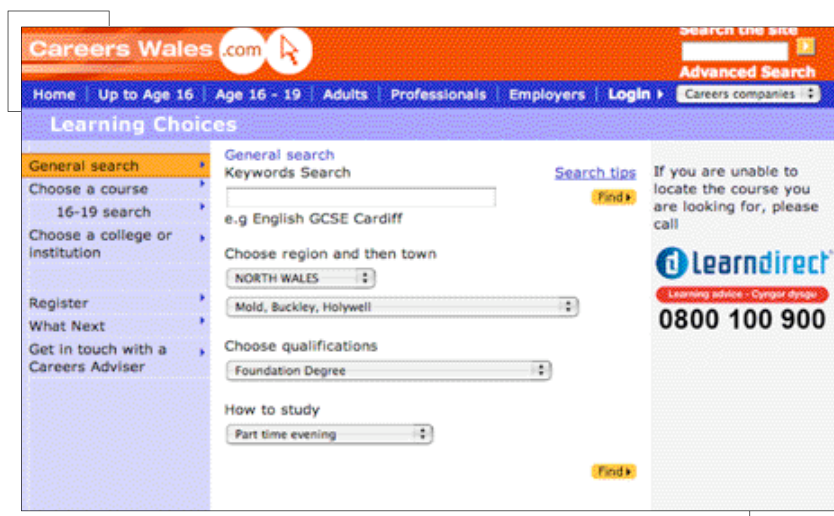 Careers Wales .com
Search the site
Advanced Search
Home Up to Age 16 Age 16 - 19 Adults Professionals Employers Login Careers companies
Learning Choices
General search
Choose a course
16-19 search
Choose a college or
institution
Register
What Next
Get in touch with a
Careers Adviser
General search
Keywords Search
Search tips
Find
e.g English GCSE Cardiff
Choose region and then town
NORTH WALES
Mold, Buckley, Holywell
Choose qualifications
Foundation Degree
How to study
Part time evening
Find
If you are unable to
locate the course you
are looking for, please
call
d learndirect
Learning advice - Cyngor dysgu
0800 100 900